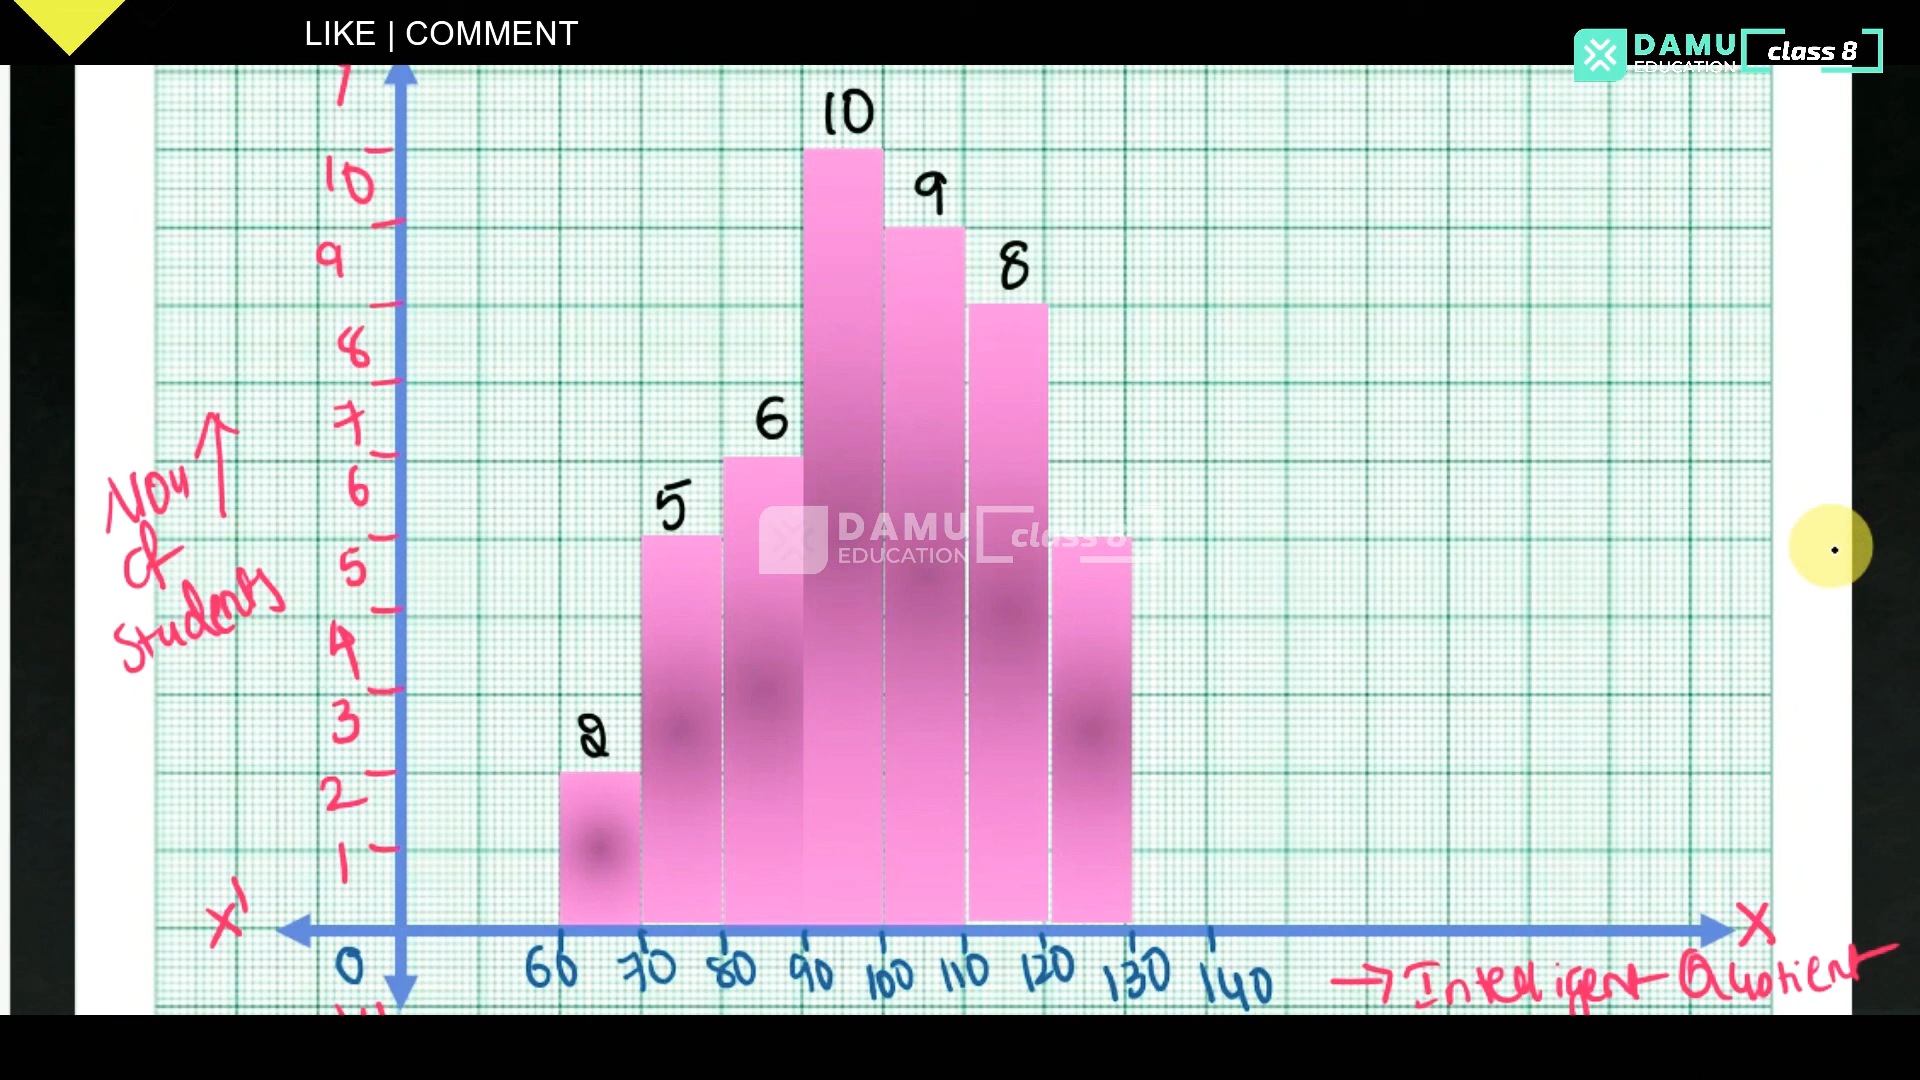 LIKE | COMMENT
DAMU
EDUCATION
class 8
10
9
8
6
5
2
10
9
8
7
6
5
4
3
2
1
of
students
DAMU
EDUCATION
class 8
X'
X
0
60
70
80
90
100
110
120
130
140
→ Intelligent Quotient